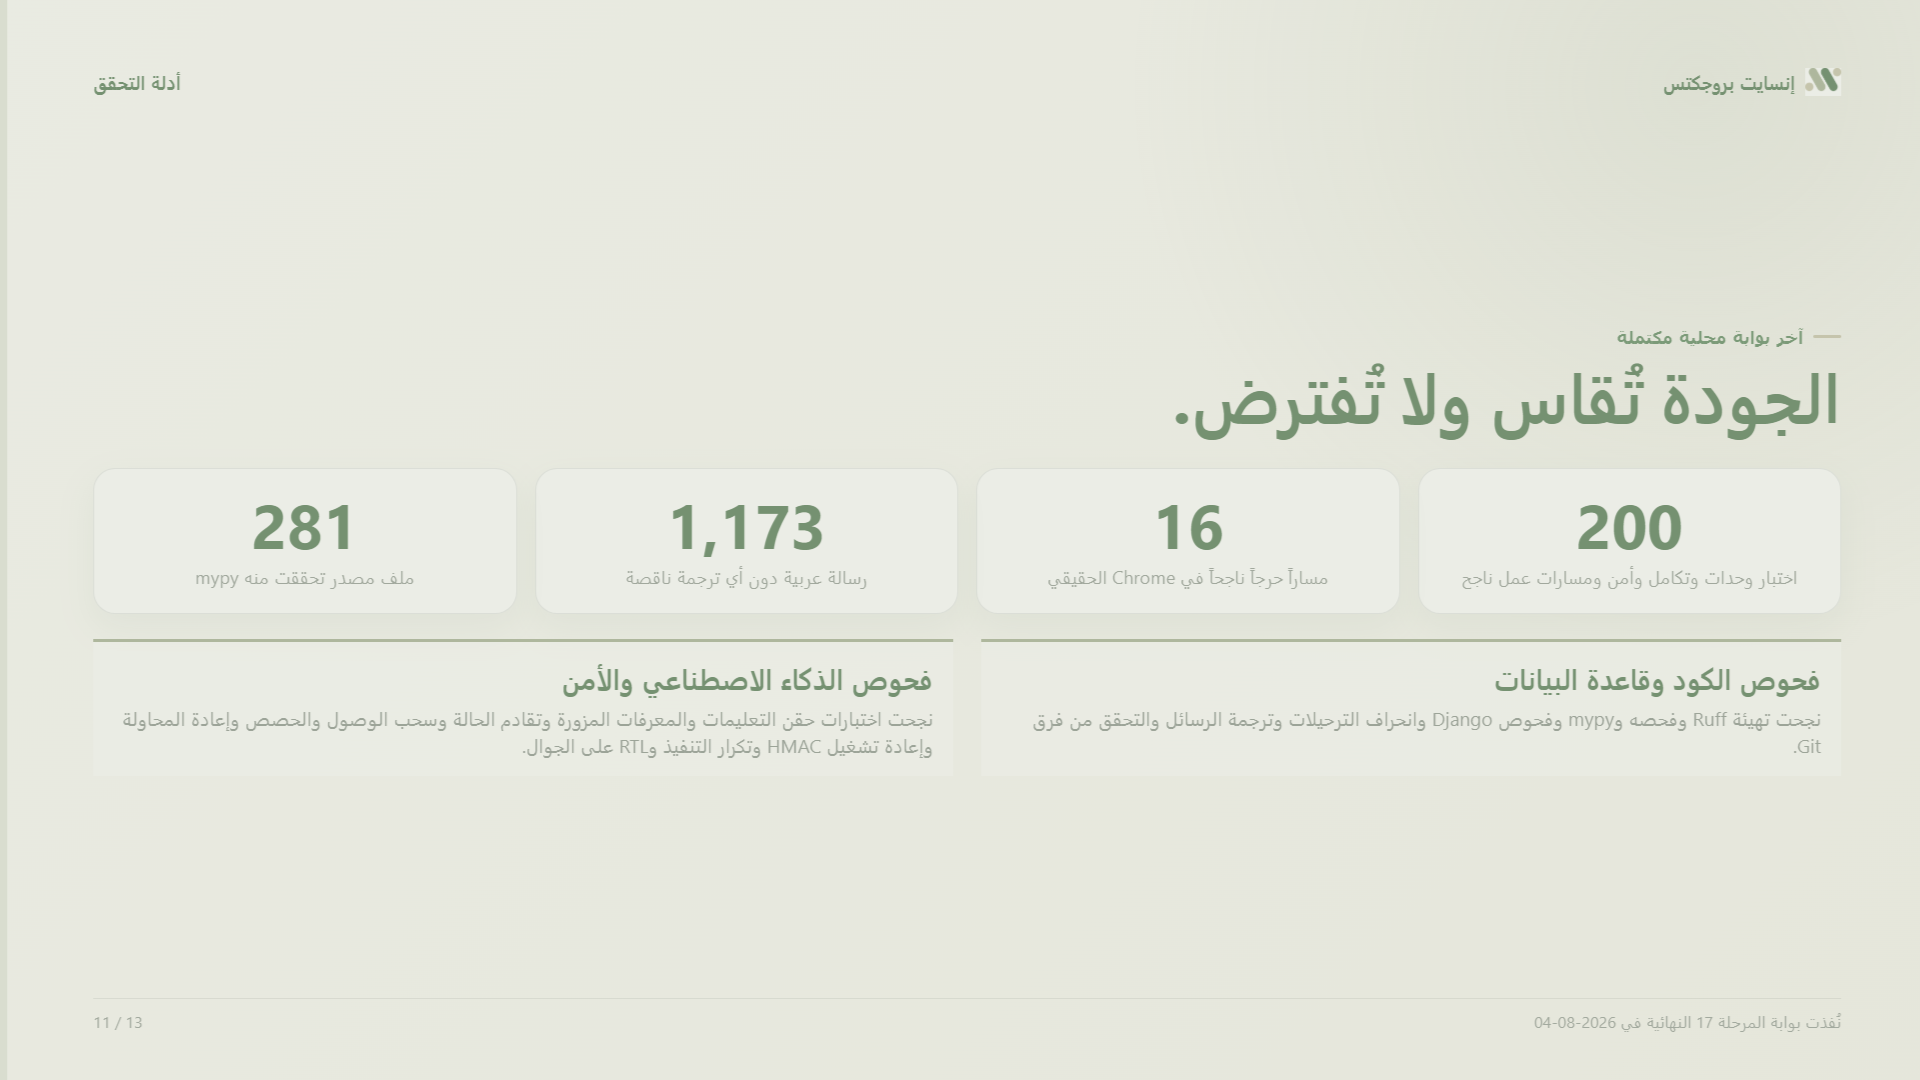 إنسايت بروجكتس
أدلة التحقق
آخر بوابة محلية مكتملة
الجودة تُقاس ولا تُفترض.
200
اختبار وحدات وتكامل وأمن ومسارات عمل ناجح
16
مساراً حرجاً ناجحاً في Chrome الحقيقي
1,173
رسالة عربية دون أي ترجمة ناقصة
281
ملف مصدر تحققت منه mypy
فحوص الكود وقاعدة البيانات
نجحت تهيئة Ruff وفحصه وmypy وفحوص Django وانحراف الترحيلات وترجمة الرسائل والتحقق من فرق
Git.
فحوص الذكاء الاصطناعي والأمن
نجحت اختبارات حقن التعليمات والمعرفات المزورة وتقادم الحالة وسحب الوصول والحصص وإعادة المحاولة
وإعادة تشغيل HMAC وتكرار التنفيذ وRTL على الجوال.
نُفذت بوابة المرحلة 17 النهائية في 2026-08-04
11 / 13